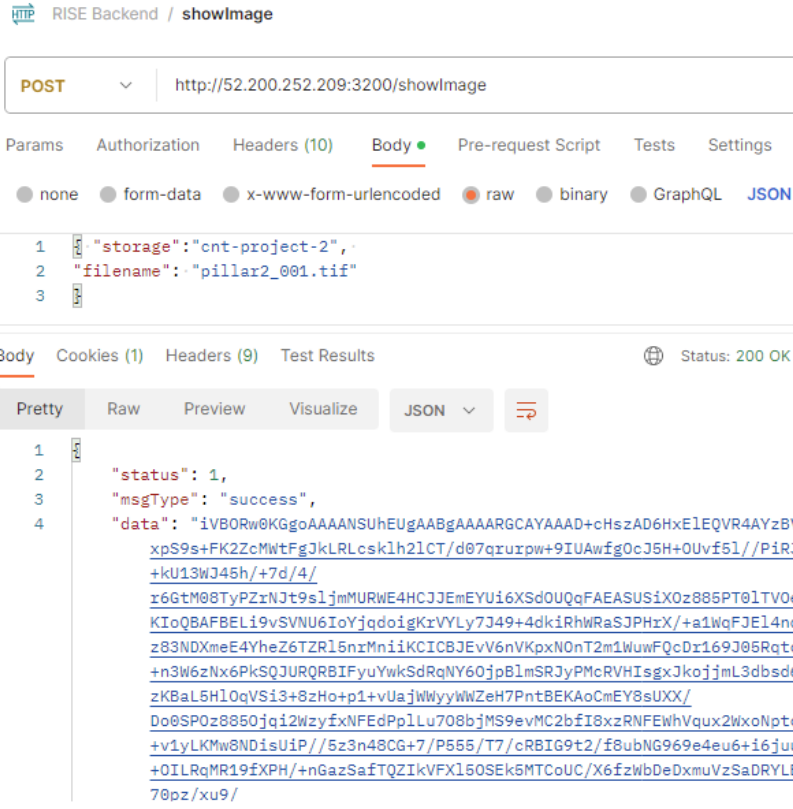 HTTP RISE Backend / showImage
POST http://52.200.252.209:3200/showImage
Params Authorization Headers (10) Body Pre-request Script Tests Settings
none form-data x-www-form-urlencoded raw binary GraphQL JSON
1 { "storage":"cnt-project-2",
2 "filename": "pillar2_001.tif"
3 }
Body Cookies (1) Headers (9) Test Results Status: 200 OK
Pretty Raw Preview Visualize JSON
1 {
2 "status": 1,
3 "msgType": "success",
4 "data": "iVBORw0KGgoAAAANSUhEUgAABgAAAARGCAYAAAD+cHszAD6HxElEQVR4AYzBV
xpS9s+FK2ZcMWtFgJkLRLcsklh2lCT/d07qrurpw+9IUAwfgOcJ5H+OUvf5l//PiR
+kU13WJ45h/+7d/4/
r6GtM08TyPZrNJt9sljmMURWE4HCJJEmEYUi6XSdOUQqFAEASUSiXOz885PT0lTVO
KIoQBAFBELi9vSVNU6IoYjqdoigKrVYLy7J49+4dkiRhWRaSJPHrX/+a1WqFJEl4n
z83NDXmeE4YheZ6TZRl5nrMniiKCICBJEvV6nVKpxNOnT2m1WuwFQcDr169J05Rqt
+n3W6zNx6PkSQJURQRBIFyuYwkSdRqNY6OjpBlmSRJyPMcRVHIsgxJkojjmL3dbsd
zKBaL5HlOqVSi3+8zHo+p1+vUajWWyyWWZeH7PntBEKAoCmEY8sUXX/
Do0SPOz885Ojqi2WzyfxNFEdPplLu7O8bjMS9evMC2bfI8xzRNFEWhVqux2WxoNpt
+v1yLKMw8NDisUiP//5z3n48CG+7/P555/T7/cRBIG9t2/f8ubNG969e4eu6+i6ju
+OILRqMR19fXPH/+nGazSafTQZIkVFXl5OSEk5MTCoUC/X6fzWbDeDxmuVzSaDRYL
70pz/xu9/